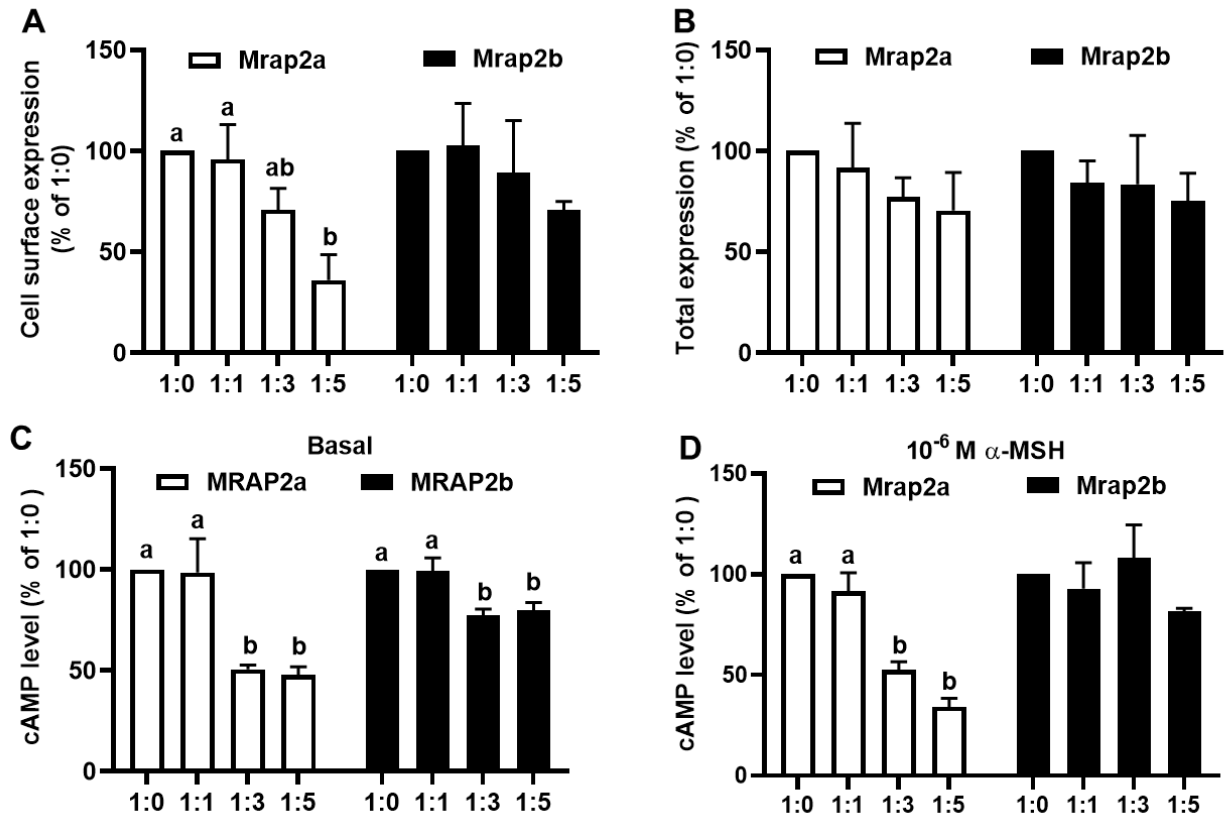 A
Cell surface expression
(% of 1:0)
150
100
50
0
Mrap2a
Mrap2b
a
a
ab
b
1:0 1:1 1:3 1:5 1:0 1:1 1:3 1:5
B
Total expression (% of 1:0)
150
100
50
0
Mrap2a
Mrap2b
1:0 1:1 1:3 1:5 1:0 1:1 1:3 1:5
C
Basal
cAMP level (% of 1:0 )
150
100
50
0
MRAP2a
MRAP2b
a
a
b
b
a
a
b
b
1:0 1:1 1:3 1:5 1:0 1:1 1:3 1:5
D
10⁻⁶ M α-MSH
cAMP level (% of 1:0 )
150
100
50
0
Mrap2a
Mrap2b
a
a
b
b
1:0 1:1 1:3 1:5 1:0 1:1 1:3 1:5